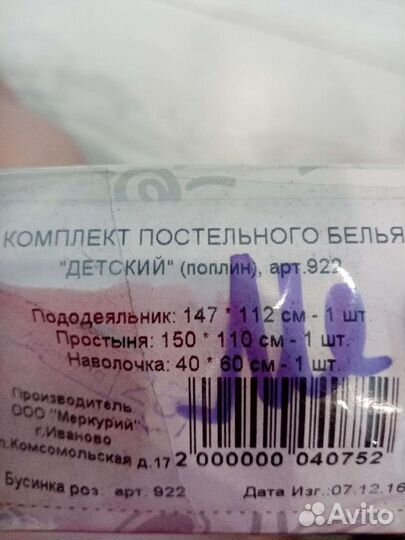 КОМПЛЕКТ ПОСТЕЛЬНОГО БЕЛЬЯ
"ДЕТСКИЙ" (поплин), арт.922
Пододеяльник: 147 * 112 см - 1 шт.
Простыня: 150 * 110 см - 1 шт.
Наволочка: 40 * 60 см - 1 шт.
Производитель
ООО "Меркурий"
г.Иваново
л.Комсомольская д.17
2 000000 040752
Бусинка роз. арт. 922
Дата Изг.:07.12.16
Avito